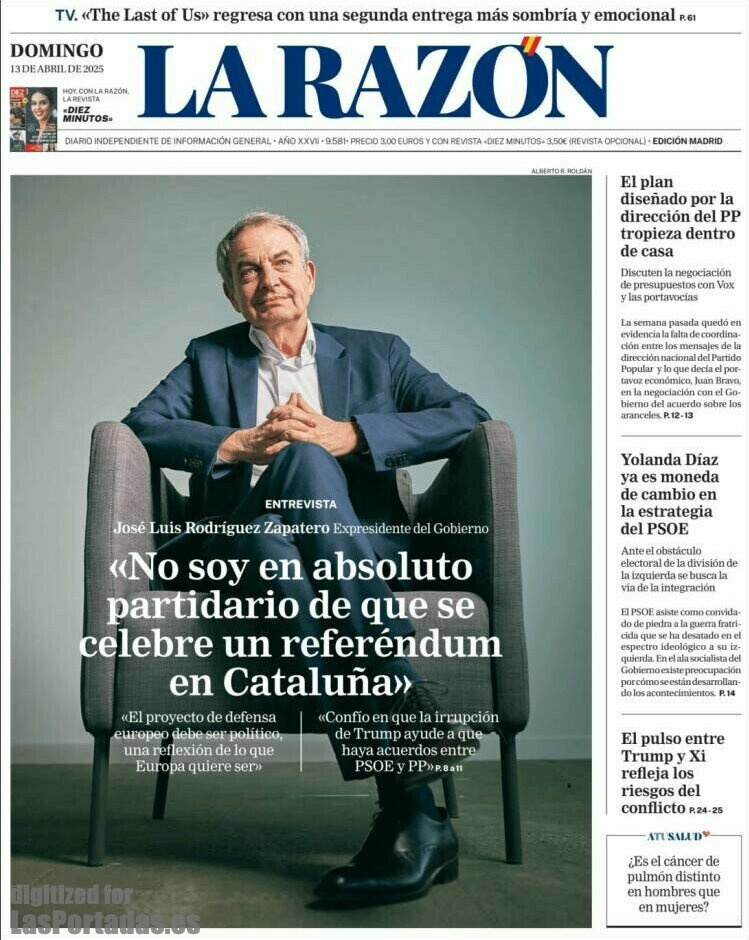 TV. «The Last of Us» regresa con una segunda entrega más sombría y emocional P. 61
DOMINGO
13 DE ABRIL DE 2025
HOY, CON LA RAZÓN,
LA REVISTA
«DIEZ
MINUTOS»
LA RAZÓN
DIARIO INDEPENDIENTE DE INFORMACIÓN GENERAL • AÑO XXVII • 9.581 • PRECIO 3,00 EUROS Y CON REVISTA «DIEZ MINUTOS» 3,50€ (REVISTA OPCIONAL) • EDICIÓN MADRID
ALBERTO R. ROLDÁN
ENTREVISTA
José Luis Rodríguez Zapatero Expresidente del Gobierno
«No soy en absoluto
partidario de que se
celebre un referéndum
en Cataluña»
«El proyecto de defensa
europeo debe ser político,
una reflexión de lo que
Europa quiere ser»
«Confío en que la irrupción
de Trump ayude a que
haya acuerdos entre
PSOE y PP» P. 8 a 11
El plan
diseñado por la
dirección del PP
tropieza dentro
de casa
Discuten la negociación
de presupuestos con Vox
y las portavocías
La semana pasada quedó en
evidencia la falta de coordina-
ción entre los mensajes de la
dirección nacional del Partido
Popular y lo que decía el por-
tavoz económico, Juan Bravo,
en la negociación con el Go-
bierno del acuerdo sobre los
aranceles. P. 12-13
Yolanda Díaz
ya es moneda
de cambio en
la estrategia
del PSOE
Ante el obstáculo
electoral de la división de
la izquierda se busca la
vía de la integración
El PSOE asiste como convida-
do de piedra a la guerra fratri-
cida que se ha desatado en el
espectro ideológico a su iz-
quierda. En el ala socialista del
Gobierno existe preocupación
por cómo se están desarrollan-
do los acontecimientos. P. 14
El pulso entre
Trump y Xi
refleja los
riesgos del
conflicto P. 24-25
A TU SALUD
¿Es el cáncer de
pulmón distinto
en hombres que
en mujeres?
digitized for
LasPortadas.es